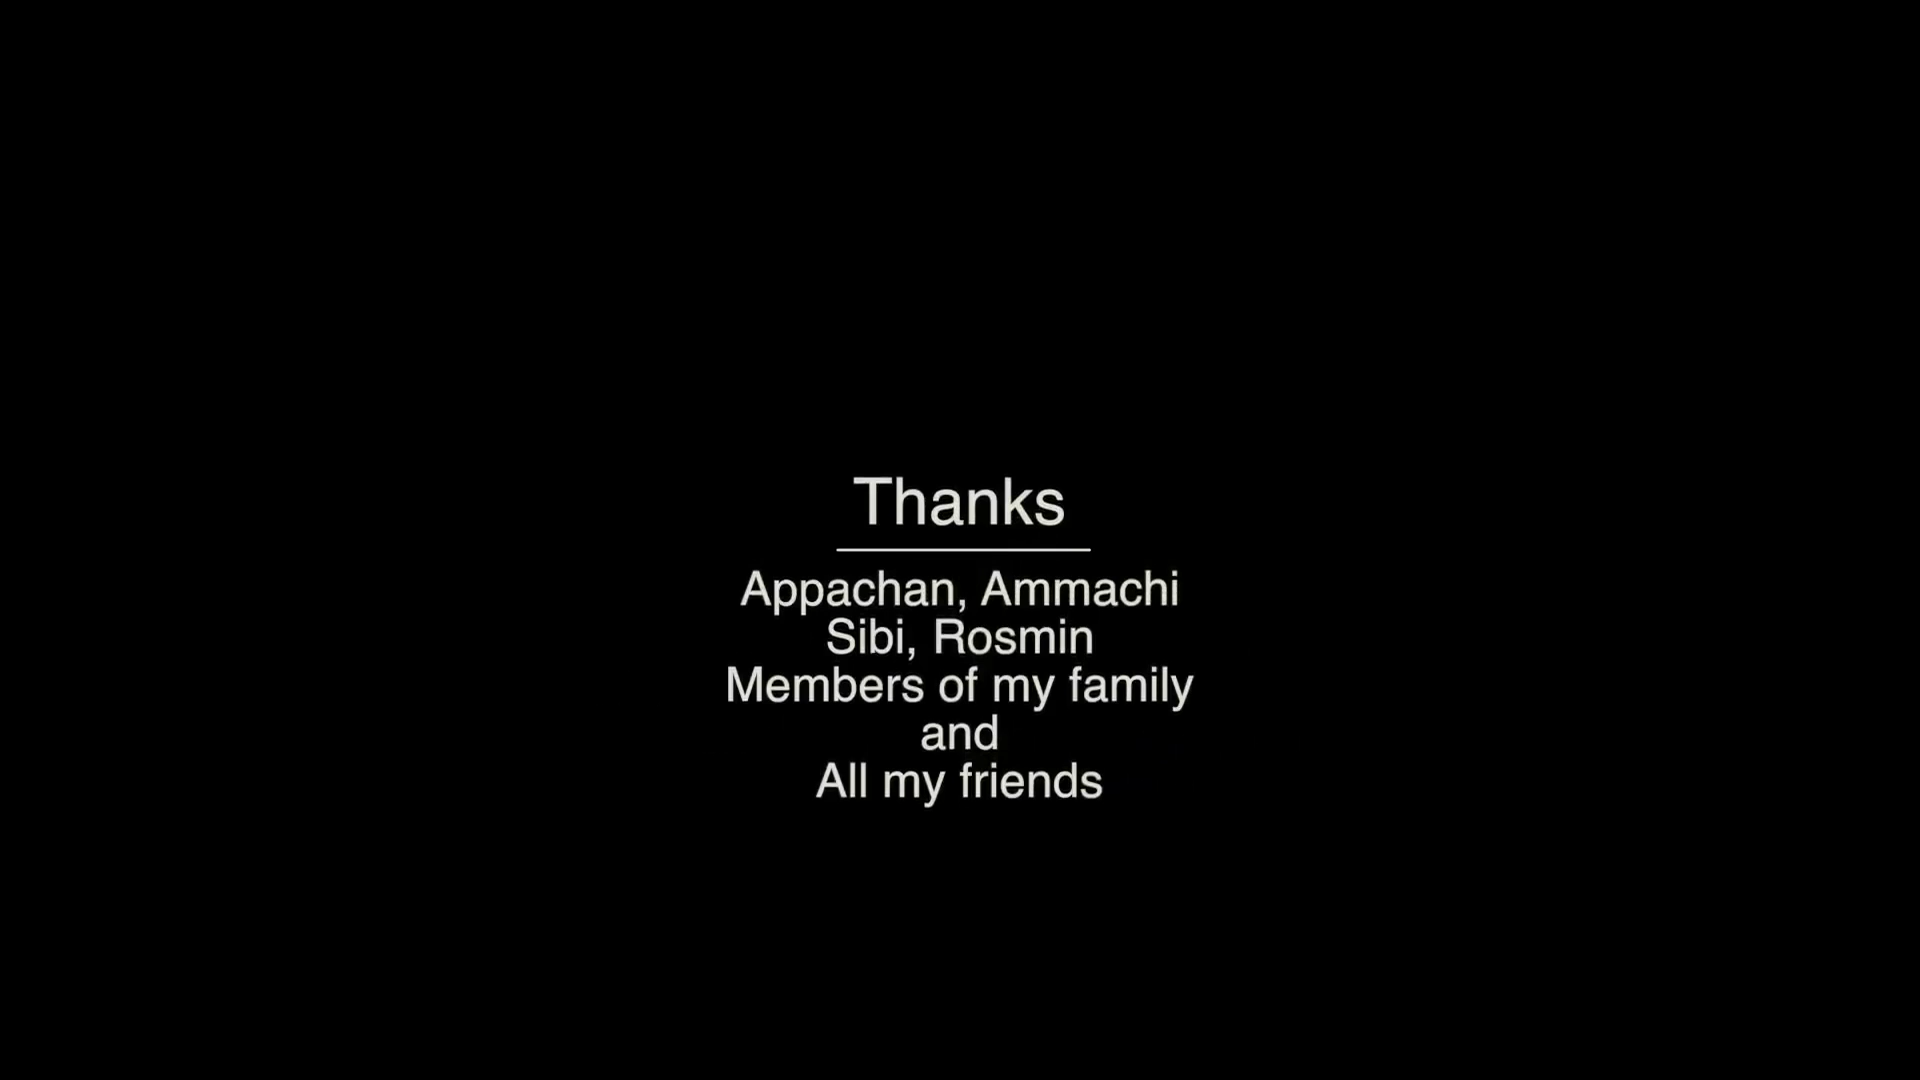 Thanks
Appachan, Ammachi
Sibi, Rosmin
Members of my family
and
All my friends